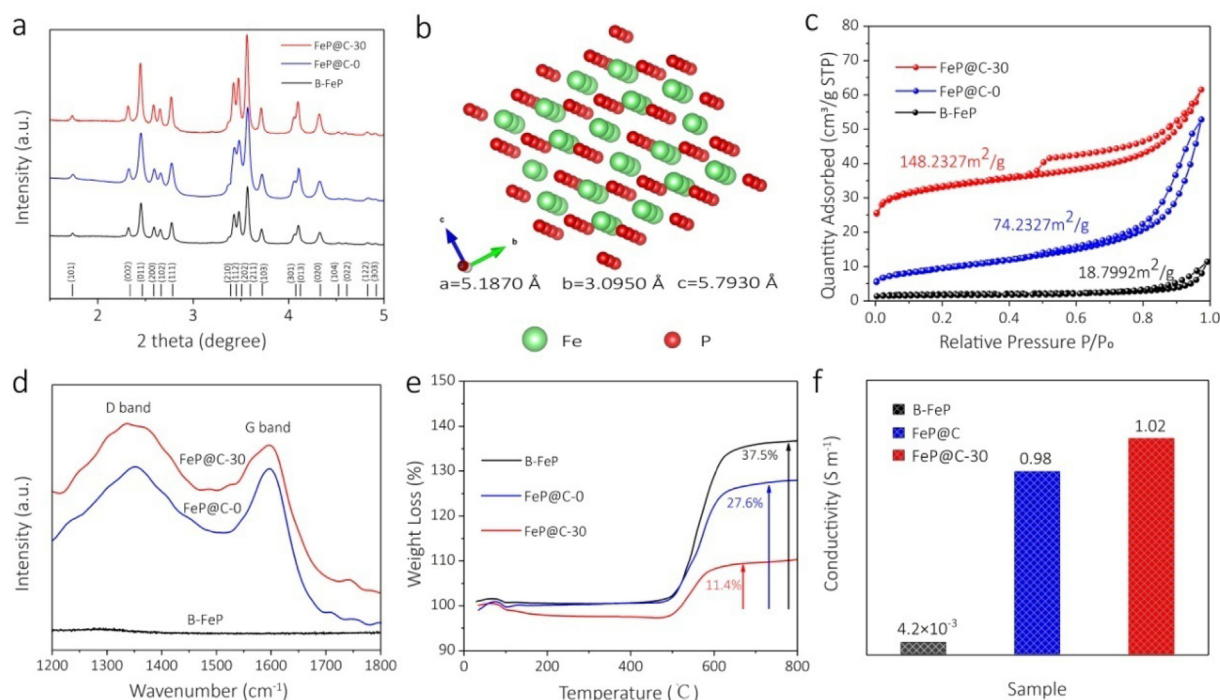 a
Intensity (a.u.)
FeP@C-30
FeP@C-0
B-FeP
(101)
(002)
(011)
(200)
(102)
(111)
(210)
(112)
(202)
(211)
(103)
(301)
(013)
(020)
(104)
(022)
(122)
(303)
2 3 4 5
2 theta (degree)
b
c
b
a=5.1870 Å b=3.0950 Å c=5.7930 Å
Fe P
c
Quantity Adsorbed (cm³/g STP)
80
70
60
50
40
30
20
10
0
FeP@C-30
FeP@C-0
B-FeP
148.2327m²/g
74.2327m²/g
18.7992m²/g
0.0 0.2 0.4 0.6 0.8 1.0
Relative Pressure P/P₀
d
Intensity (a.u.)
D band
G band
FeP@C-30
FeP@C-0
B-FeP
1200 1300 1400 1500 1600 1700 1800
Wavenumber (cm⁻¹)
e
Weight Loss (%)
150
140
130
120
110
100
90
B-FeP
FeP@C-0
FeP@C-30
37.5%
27.6%
11.4%
0 200 400 600 800
Temperature (℃)
f
Conductivity (S m⁻¹)
B-FeP
FeP@C
FeP@C-30
4.2×10⁻³
0.98
1.02
Sample